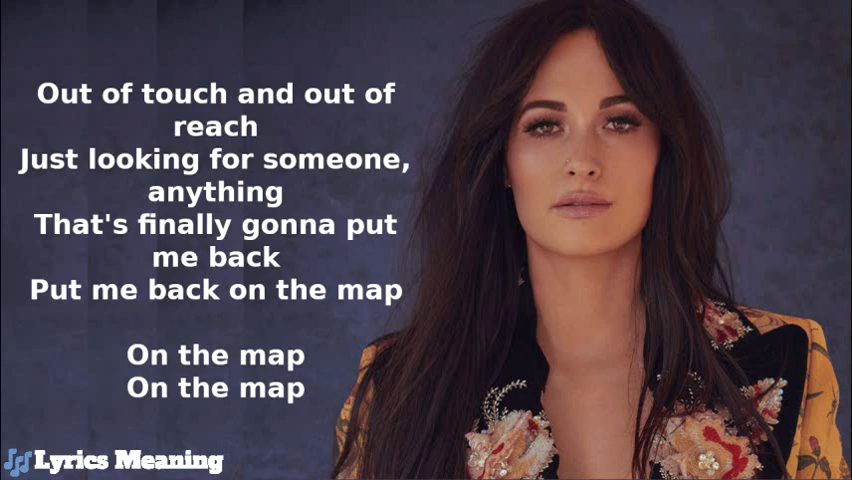 Out of touch and out of
reach
Just looking for someone,
anything
That's finally gonna put
me back
Put me back on the map
On the map
On the map
Lyrics Meaning